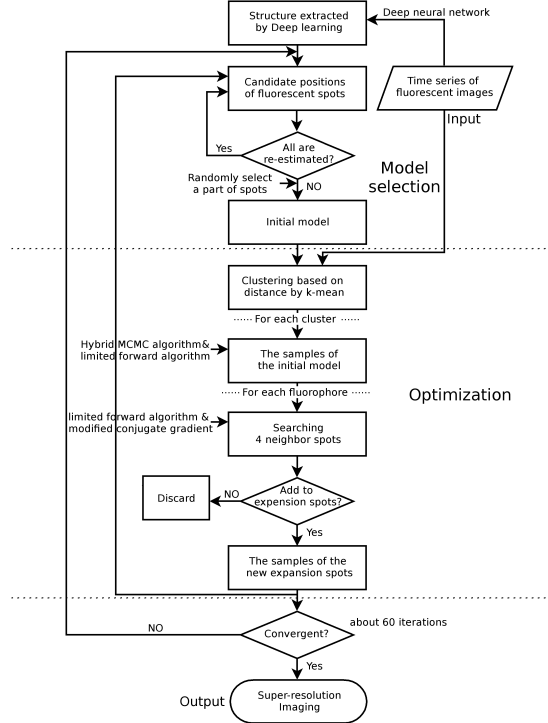 Structure extracted
by Deep learning
Deep neural network
Candidate positions
of fluorescent spots
Time series of
fluorescent images
Input
Yes
All are
re-estimated?
Randomly select
a part of spots
NO
Model
selection
Initial model
Clustering based on
distance by k-mean
For each cluster
Hybrid MCMC algorithm&
limited forward algorithm
The samples of
the initial model
For each fluorophore
Optimization
limited forward algorithm &
modified conjugate gradient
Searching
4 neighbor spots
Discard
NO
Add to
expension spots?
Yes
The samples of the
new expansion spots
NO
Convergent?
about 60 iterations
Yes
Output
Super-resolution
Imaging